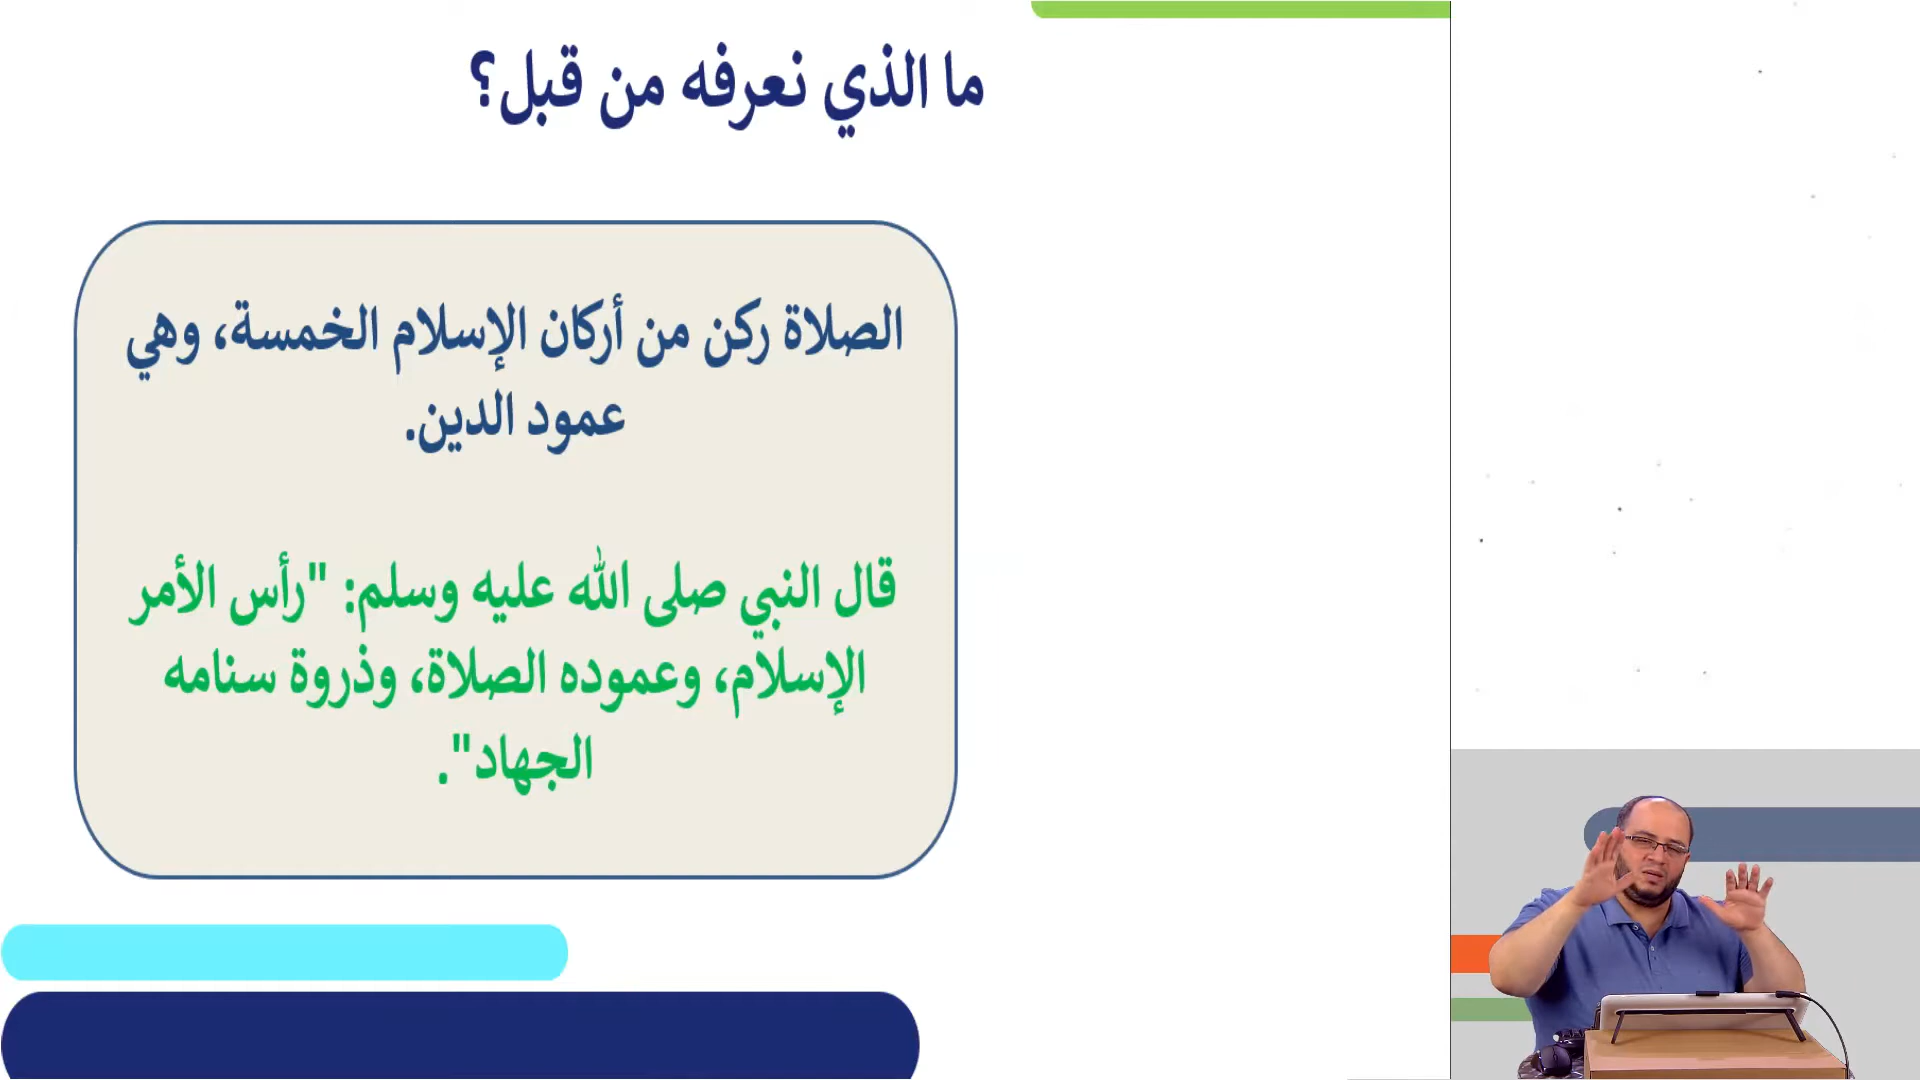 ما الذي نعرفه من قبل؟
الصلاة ركن من أركان الإسلام الخمسة، وهي
عمود الدين.
قال النبي صلى الله عليه وسلم: "رأس الأمر
الإسلام، وعموده الصلاة، وذروة سنامه
الجهاد".